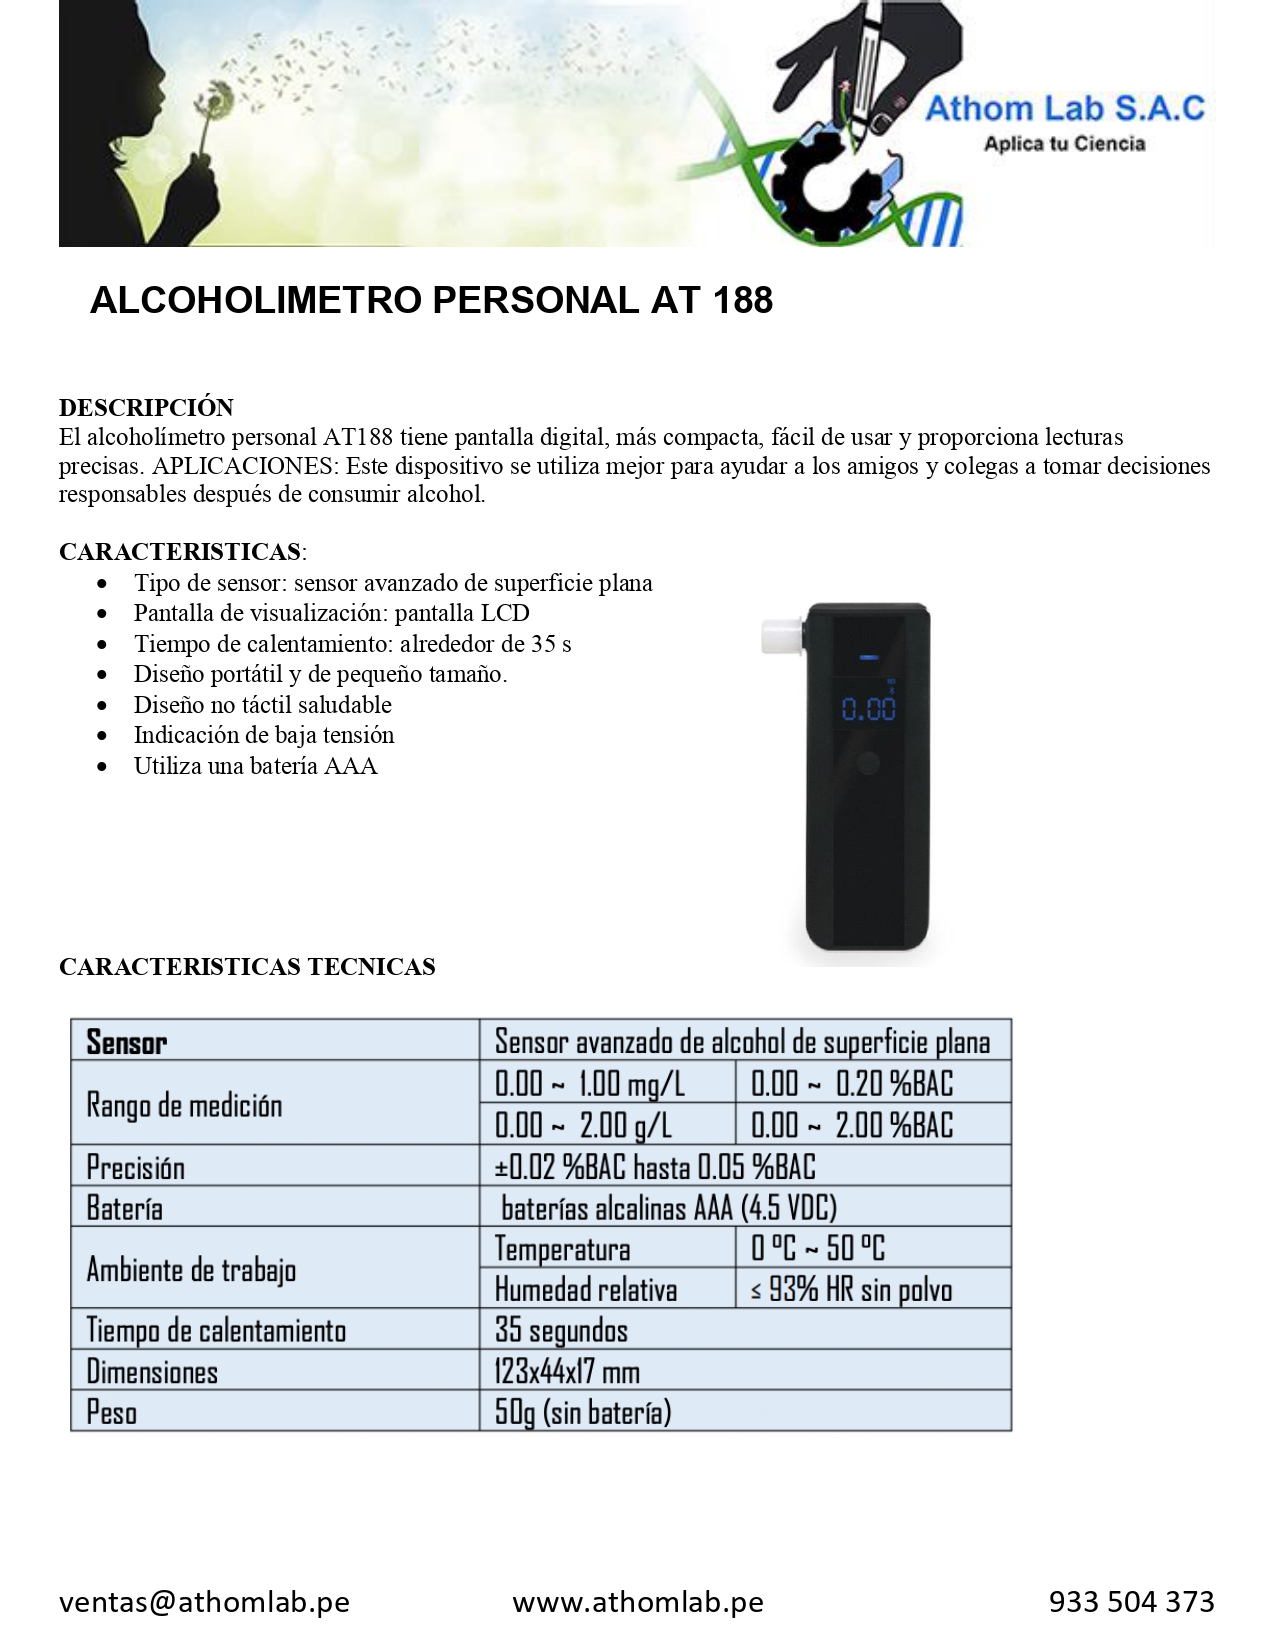 Athom Lab S.A.C
Aplica tu Ciencia
ALCOHOLIMETRO PERSONAL AT 188
DESCRIPCIÓN
El alcoholímetro personal AT188 tiene pantalla digital, más compacta, fácil de usar y proporciona lecturas
precisas. APLICACIONES: Este dispositivo se utiliza mejor para ayudar a los amigos y colegas a tomar decisiones
responsables después de consumir alcohol.
CARACTERISTICAS:
• Tipo de sensor: sensor avanzado de superficie plana
• Pantalla de visualización: pantalla LCD
• Tiempo de calentamiento: alrededor de 35 s
• Diseño portátil y de pequeño tamaño.
• Diseño no táctil saludable
• Indicación de baja tensión
• Utiliza una batería AAA
0.00
CARACTERISTICAS TECNICAS
Sensor Sensor avanzado de alcohol de superficie plana
Rango de medición 0.00 ~ 1.00 mg/L 0.00 ~ 0.20 %BAC
0.00 ~ 2.00 g/L 0.00 ~ 2.00 %BAC
Precisión ±0.02 %BAC hasta 0.05 %BAC
Batería baterías alcalinas AAA (4.5 VDC)
Ambiente de trabajo Temperatura 0 ºC ~ 50 ºC
Humedad relativa ≤ 93% HR sin polvo
Tiempo de calentamiento 35 segundos
Dimensiones 123x44x17 mm
Peso 50g (sin batería)
ventas@athomlab.pe www.athomlab.pe 933 504 373